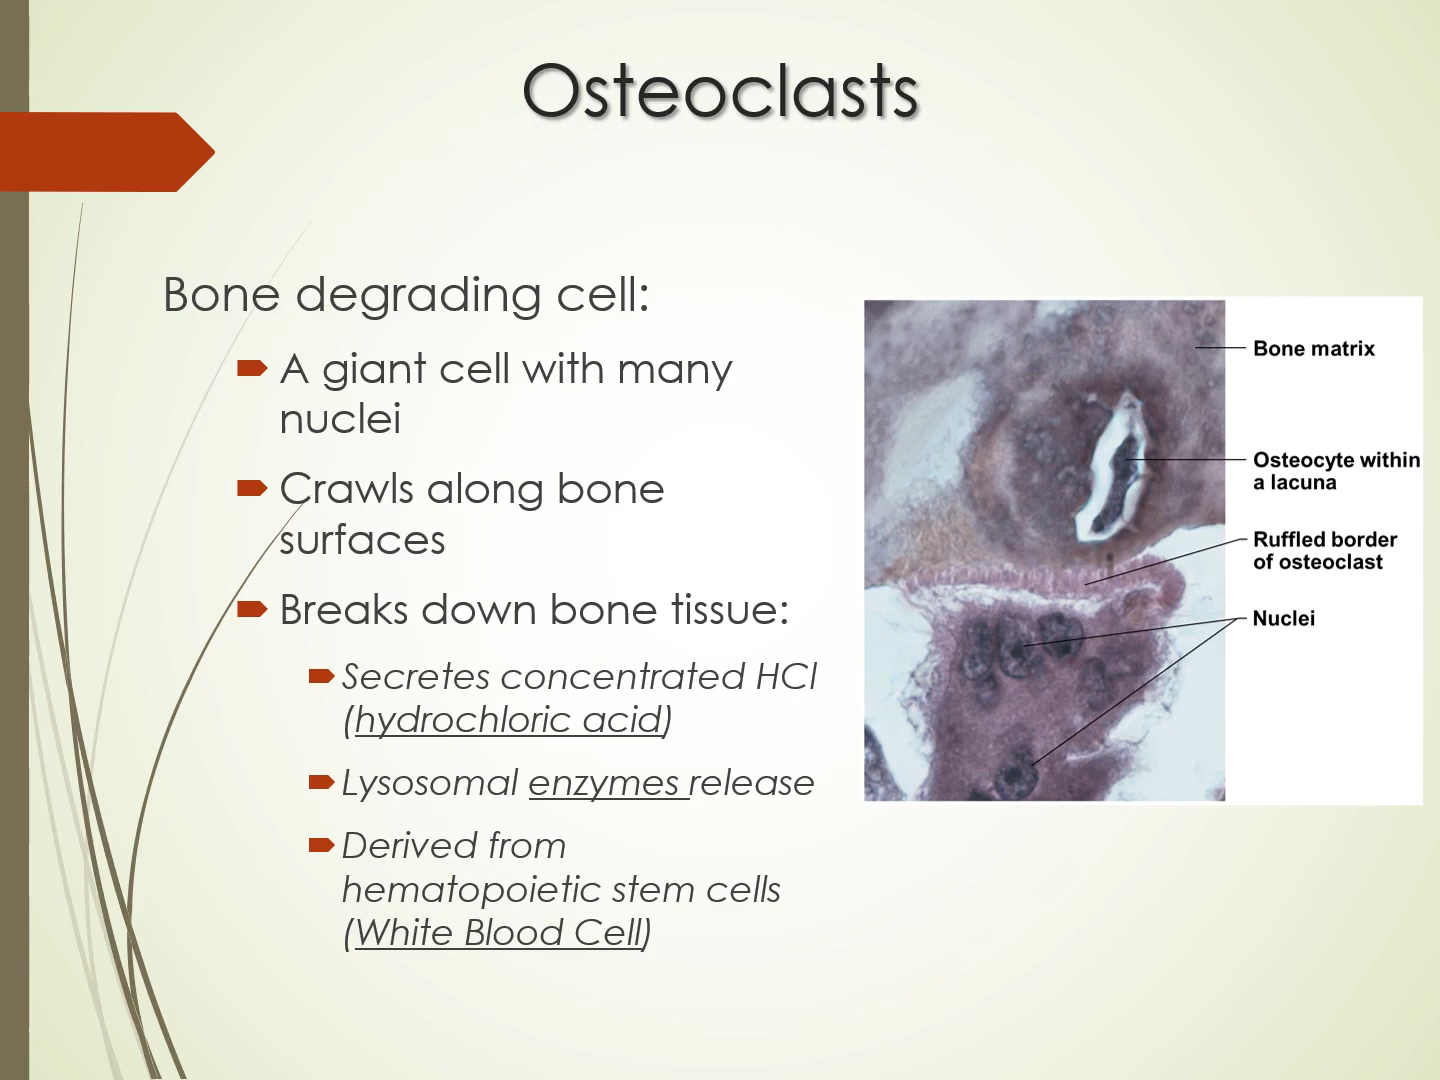 Osteoclasts
Bone degrading cell:
A giant cell with many
nuclei
Crawls along bone
surfaces
Breaks down bone tissue:
Secretes concentrated HCl
(hydrochloric acid)
Lysosomal enzymes release
Derived from
hematopoietic stem cells
(White Blood Cell)
Bone matrix
Osteocyte within
a lacuna
Ruffled border
of osteoclast
Nuclei